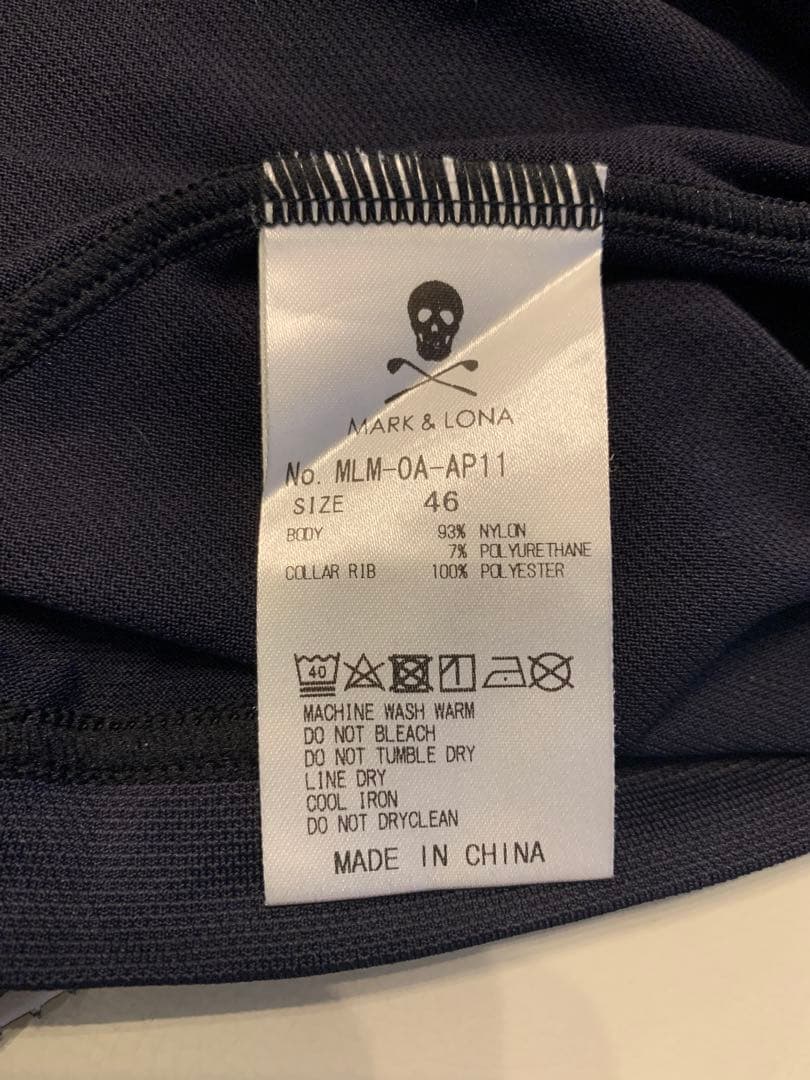 MARK & LONA
No. MLM-0A-AP11
SIZE 46
BODY 93% NYLON
7% POLYURETHANE
COLLAR RIB 100% POLYESTER
40
MACHINE WASH WARM
DO NOT BLEACH
DO NOT TUMBLE DRY
LINE DRY
COOL IRON
DO NOT DRYCLEAN
MADE IN CHINA